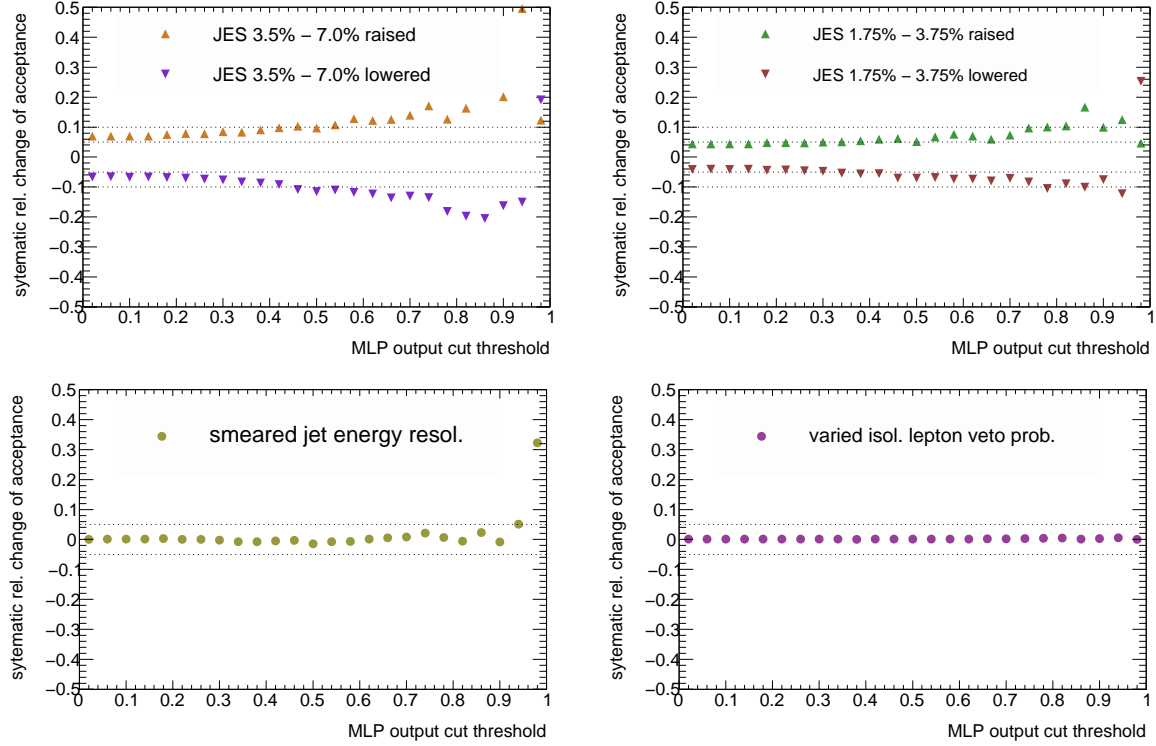 sytematic rel. change of acceptance
0.5
0.4
0.3
0.2
0.1
0
−0.1
−0.2
−0.3
−0.4
−0.5
JES 3.5% − 7.0% raised
JES 3.5% − 7.0% lowered
0 0.1 0.2 0.3 0.4 0.5 0.6 0.7 0.8 0.9 1
MLP output cut threshold
sytematic rel. change of acceptance
0.5
0.4
0.3
0.2
0.1
0
−0.1
−0.2
−0.3
−0.4
−0.5
JES 1.75% − 3.75% raised
JES 1.75% − 3.75% lowered
0 0.1 0.2 0.3 0.4 0.5 0.6 0.7 0.8 0.9 1
MLP output cut threshold
sytematic rel. change of acceptance
0.5
0.4
0.3
0.2
0.1
0
−0.1
−0.2
−0.3
−0.4
−0.5
smeared jet energy resol.
0 0.1 0.2 0.3 0.4 0.5 0.6 0.7 0.8 0.9 1
MLP output cut threshold
sytematic rel. change of acceptance
0.5
0.4
0.3
0.2
0.1
0
−0.1
−0.2
−0.3
−0.4
−0.5
varied isol. lepton veto prob.
0 0.1 0.2 0.3 0.4 0.5 0.6 0.7 0.8 0.9 1
MLP output cut threshold